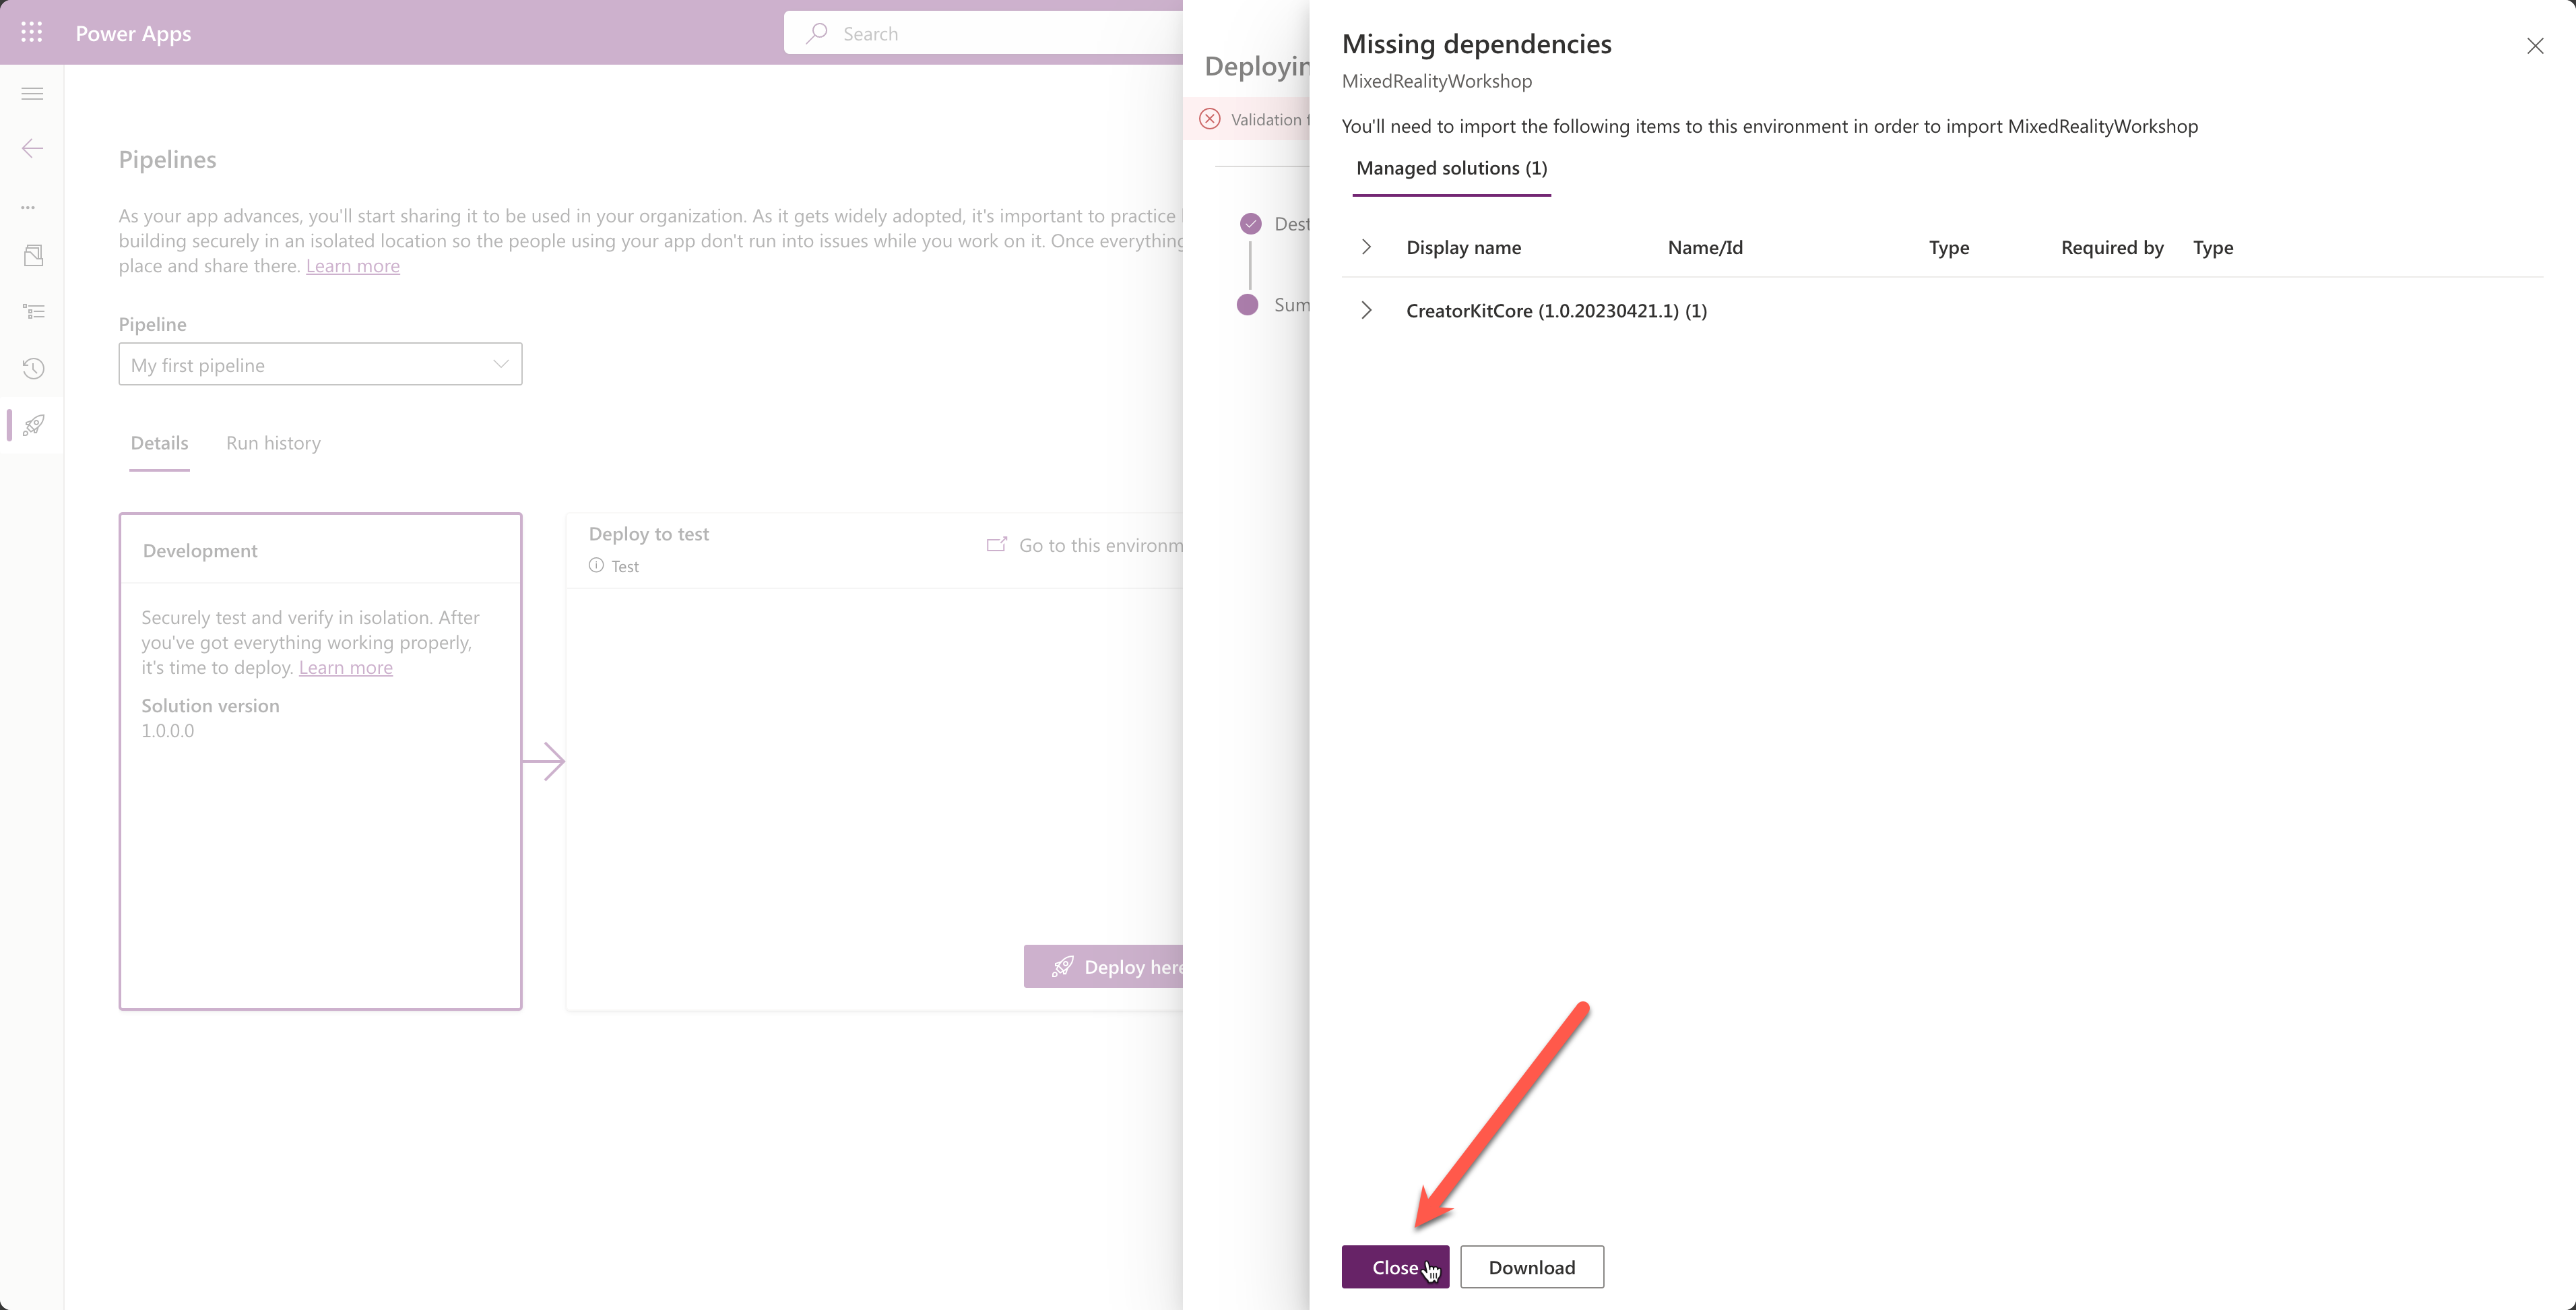 Power Apps
Search
Pipelines
As your app advances, you'll start sharing it to be used in your organization. As it gets widely adopted, it's important to practice
building securely in an isolated location so the people using your app don't run into issues while you work on it. Once everything
place and share there. Learn more
Pipeline
My first pipeline
Details
Run history
Development
Securely test and verify in isolation. After
you've got everything working properly,
it's time to deploy. Learn more
Solution version
1.0.0.0
Deploy to test
Test
Go to this environm
Deploy here
Deployin
Validation
Dest
Sum
Missing dependencies
MixedRealityWorkshop
You'll need to import the following items to this environment in order to import MixedRealityWorkshop
Managed solutions (1)
Display name Name/Id Type Required by Type
CreatorKitCore (1.0.20230421.1) (1)
Close
Download